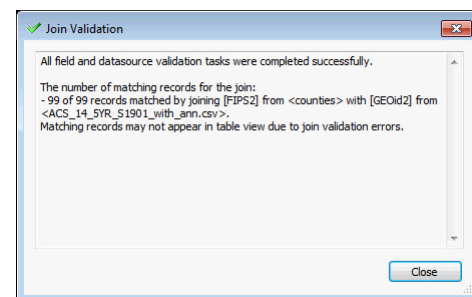 Join Validation
All field and datasource validation tasks were completed successfully.
The number of matching records for the join:
- 99 of 99 records matched by joining [FIPS2] from <counties> with [GEOid2] from
<ACS_14_5YR_S1901_with_ann.csv>.
Matching records may not appear in table view due to join validation errors.
Close